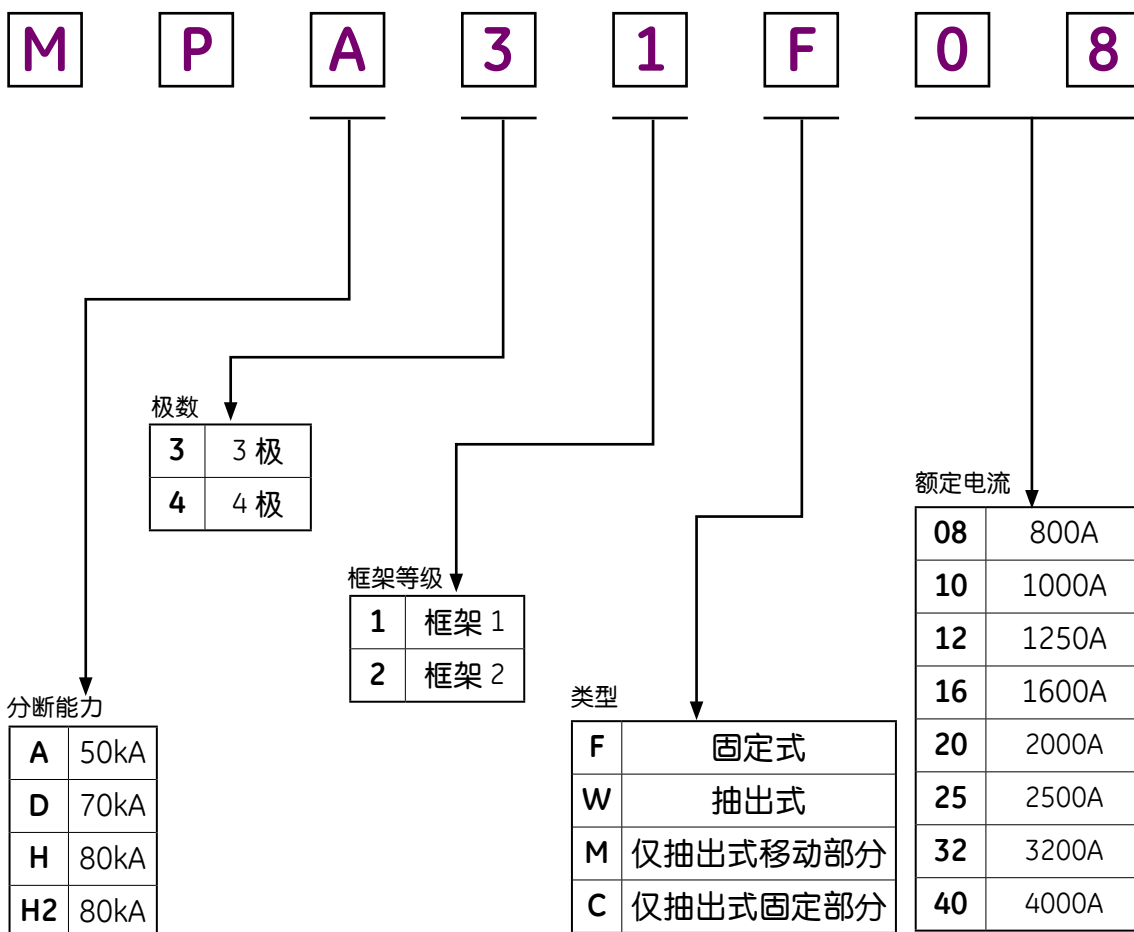 M P A 3 1 F 0 8
极数
3 3 极
4 4 极
框架等级
1 框架 1
2 框架 2
分断能力
A 50kA
D 70kA
H 80kA
H2 80kA
类型
F 固定式
W 抽出式
M 仅抽出式移动部分
C 仅抽出式固定部分
额定电流
08 800A
10 1000A
12 1250A
16 1600A
20 2000A
25 2500A
32 3200A
40 4000A